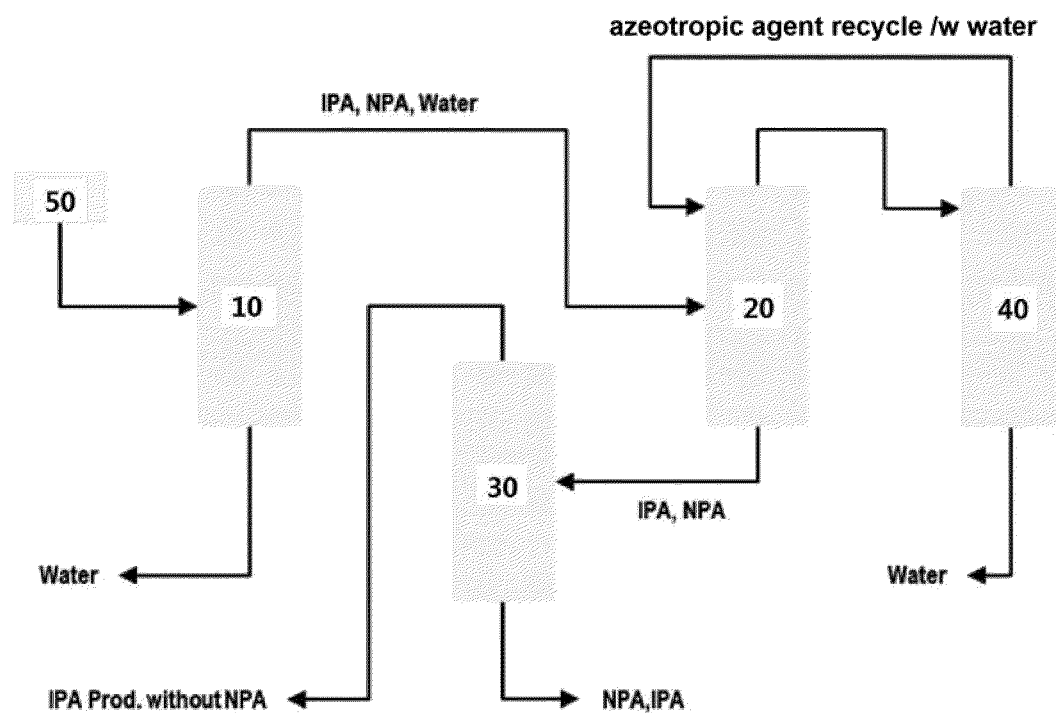 azeotropic agent recycle /w water
IPA, NPA, Water
50
10
20
40
30
IPA, NPA
Water
Water
IPA Prod. without NPA
NPA,IPA